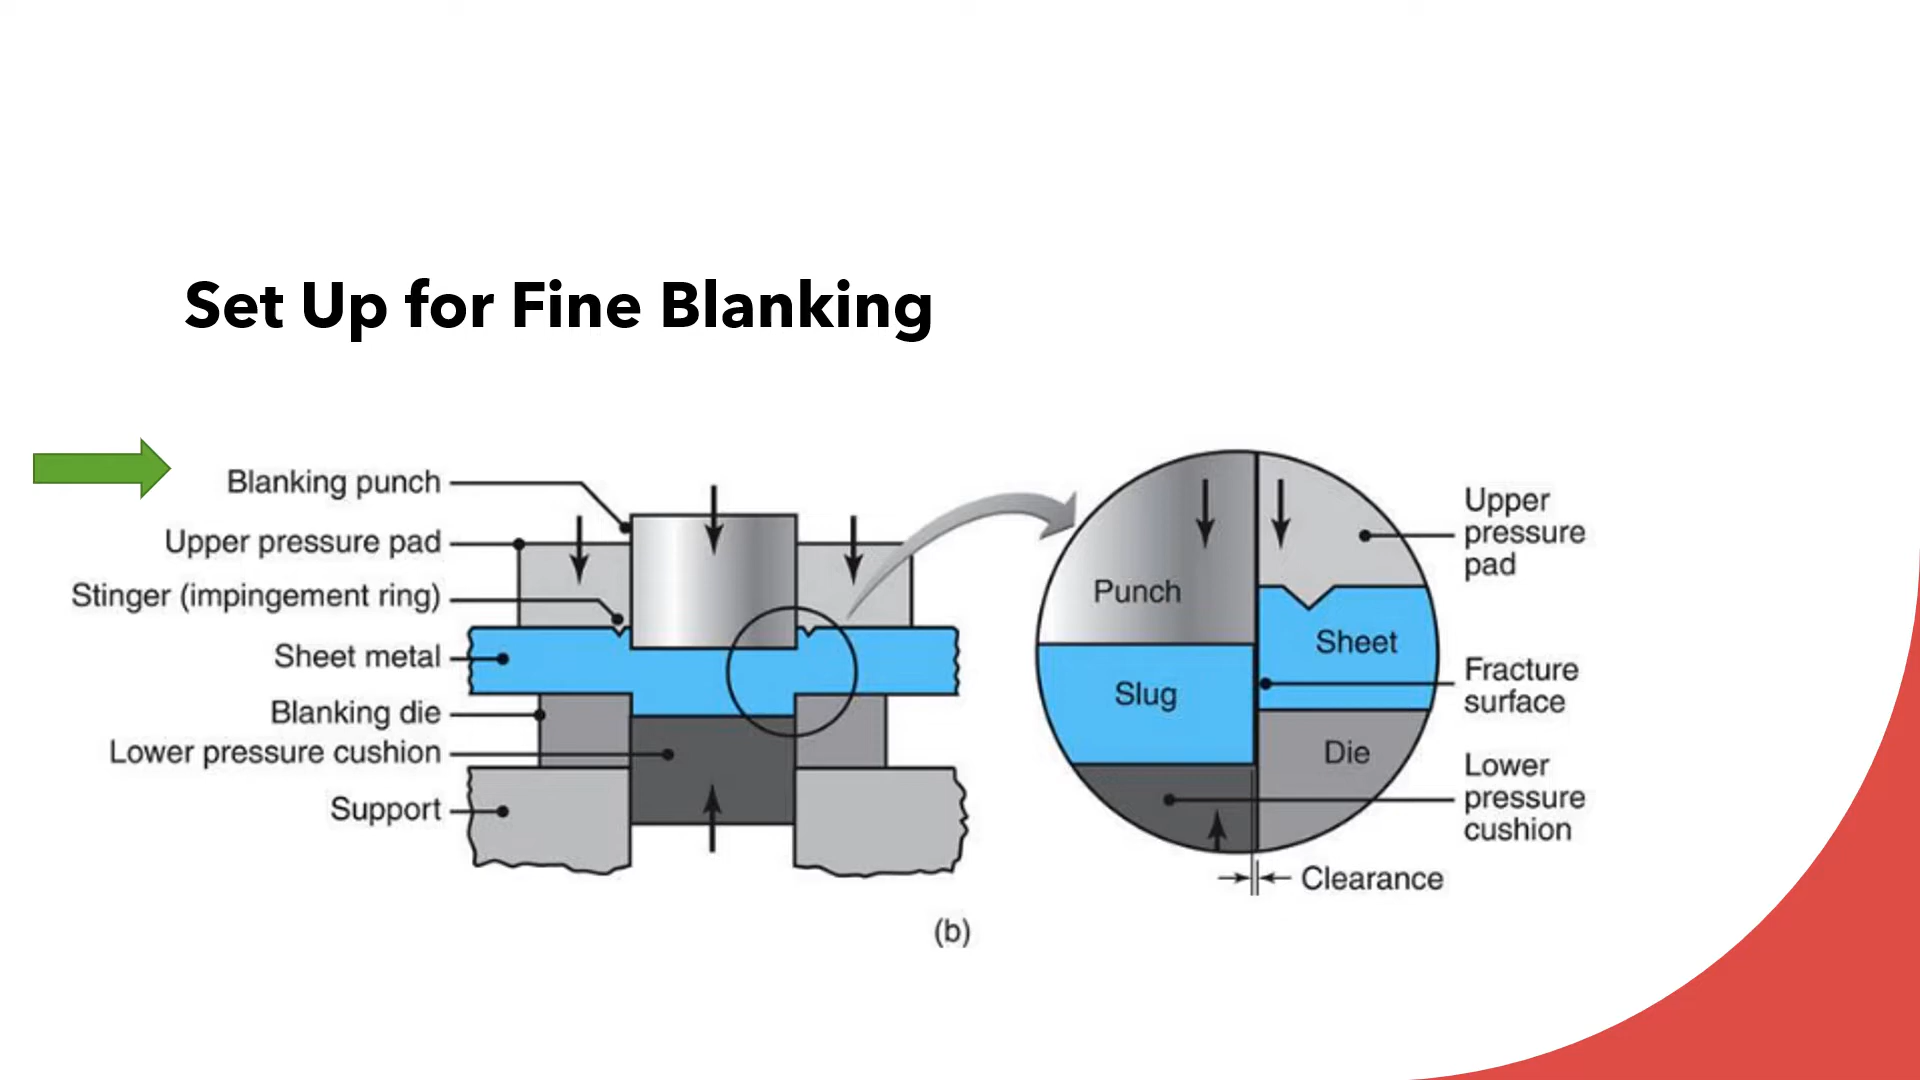 Set Up for Fine Blanking
Blanking punch
Upper pressure pad
Stinger (impingement ring)
Sheet metal
Blanking die
Lower pressure cushion
Support
Punch
Slug
Sheet
Die
Upper
pressure
pad
Fracture
surface
Lower
pressure
cushion
Clearance
(b)